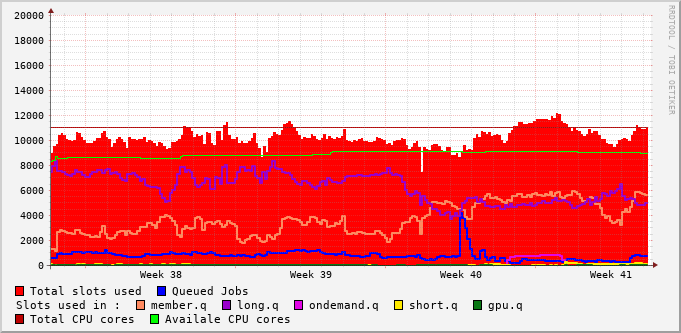 20000
18000
16000
14000
12000
10000
8000
6000
4000
2000
0
Week 38 Week 39 Week 40 Week 41
Total slots used Queued Jobs
Slots used in : member.q long.q ondemand.q short.q gpu.q
Total CPU cores Availale CPU cores
RRDTOOL / TOBI OETIKER